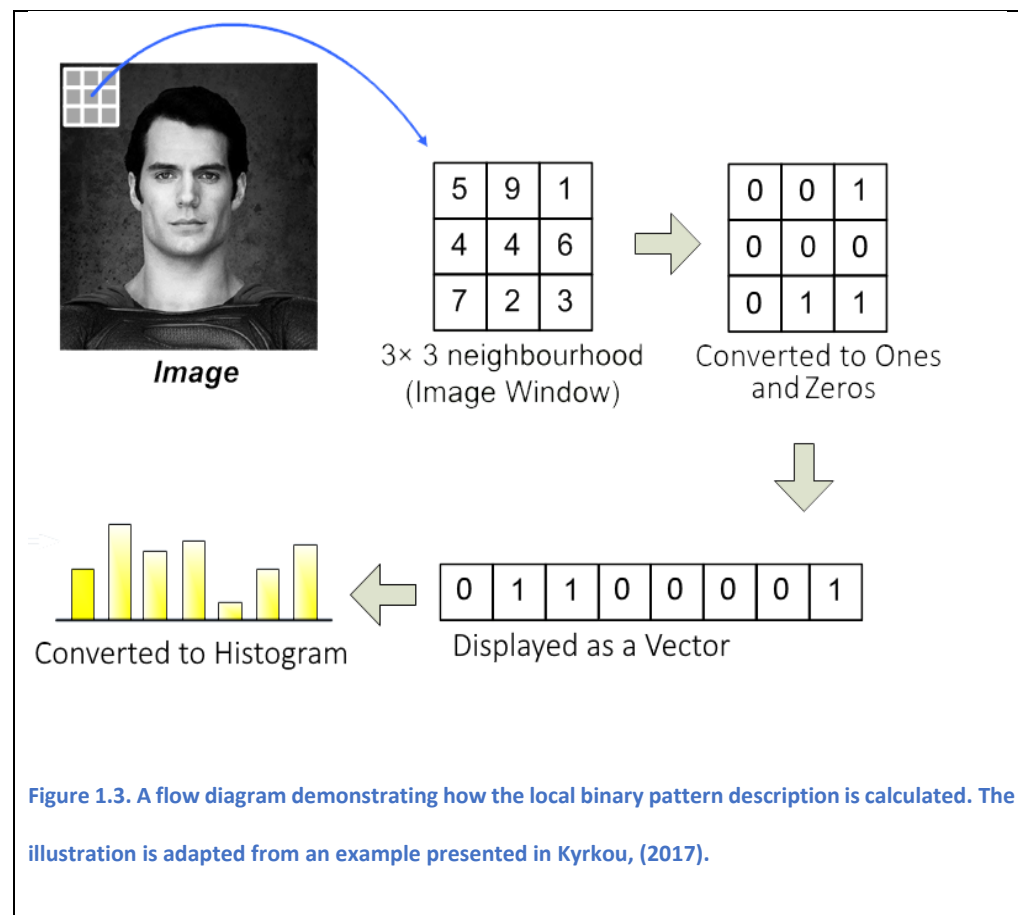 Image
5 9 1
4 4 6
7 2 3
3× 3 neighbourhood
(Image Window)
0 0 1
0 0 0
0 1 1
Converted to Ones
and Zeros
0 1 1 0 0 0 0 1
Displayed as a Vector
Converted to Histogram
Figure 1.3. A flow diagram demonstrating how the local binary pattern description is calculated. The
illustration is adapted from an example presented in Kyrkou, (2017).